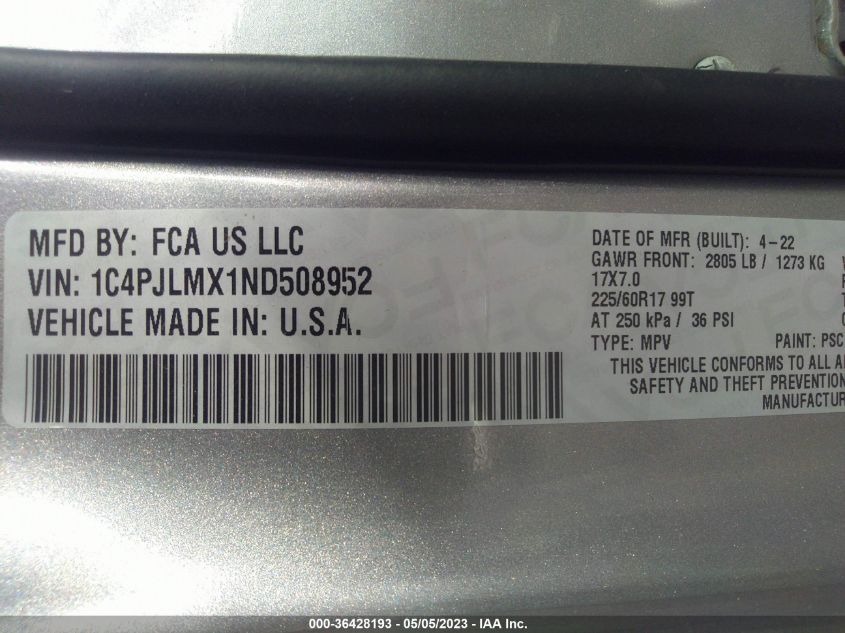 MFD BY: FCA US LLC
VIN: 1C4PJLMX1ND508952
VEHICLE MADE IN: U.S.A.
DATE OF MFR (BUILT): 4-22
GAWR FRONT: 2805 LB / 1273 KG
17X7.0
225/60R17 99T
AT 250 kPa / 36 PSI
TYPE: MPV PAINT: PSC
THIS VEHICLE CONFORMS TO ALL
SAFETY AND THEFT PREVENTION
000-36428193 - 05/05/2023 - IAA Inc.